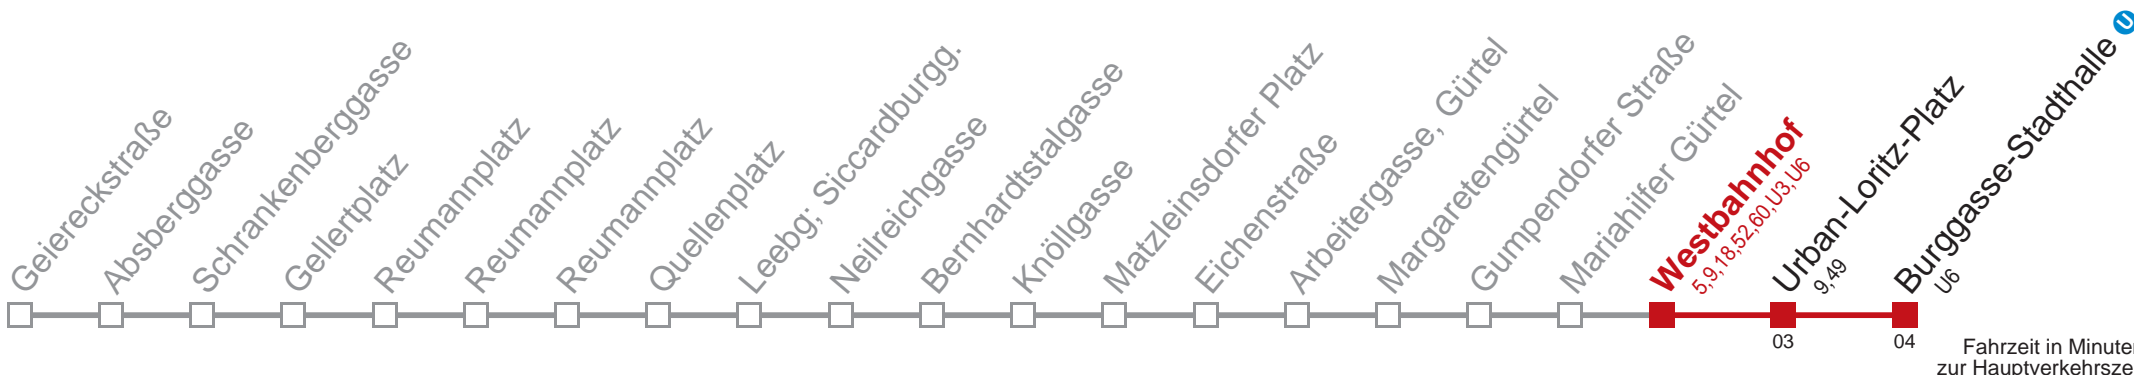 Geiereckstraße
Absberggasse
Schrankenberggasse
Gellertplatz
Reumannplatz
Reumannplatz
Reumannplatz
Quellenplatz
Leebg; Siccardburgg.
Neilreichgasse
Bernhardtstalgasse
Knöllgasse
Matzleinsdorfer Platz
Eichenstraße
Arbeitergasse, Gürtel
Margaretengürtel
Gumpendorfer Straße
Mariahilfer Gürtel
Westbahnhof
5,9,18,52,60,U3,U6
Urban-Loritz-Platz
9,49
Burggasse-Stadthalle U
U6
03
04
Fahrzeit in Minuten
zur Hauptverkehrszei